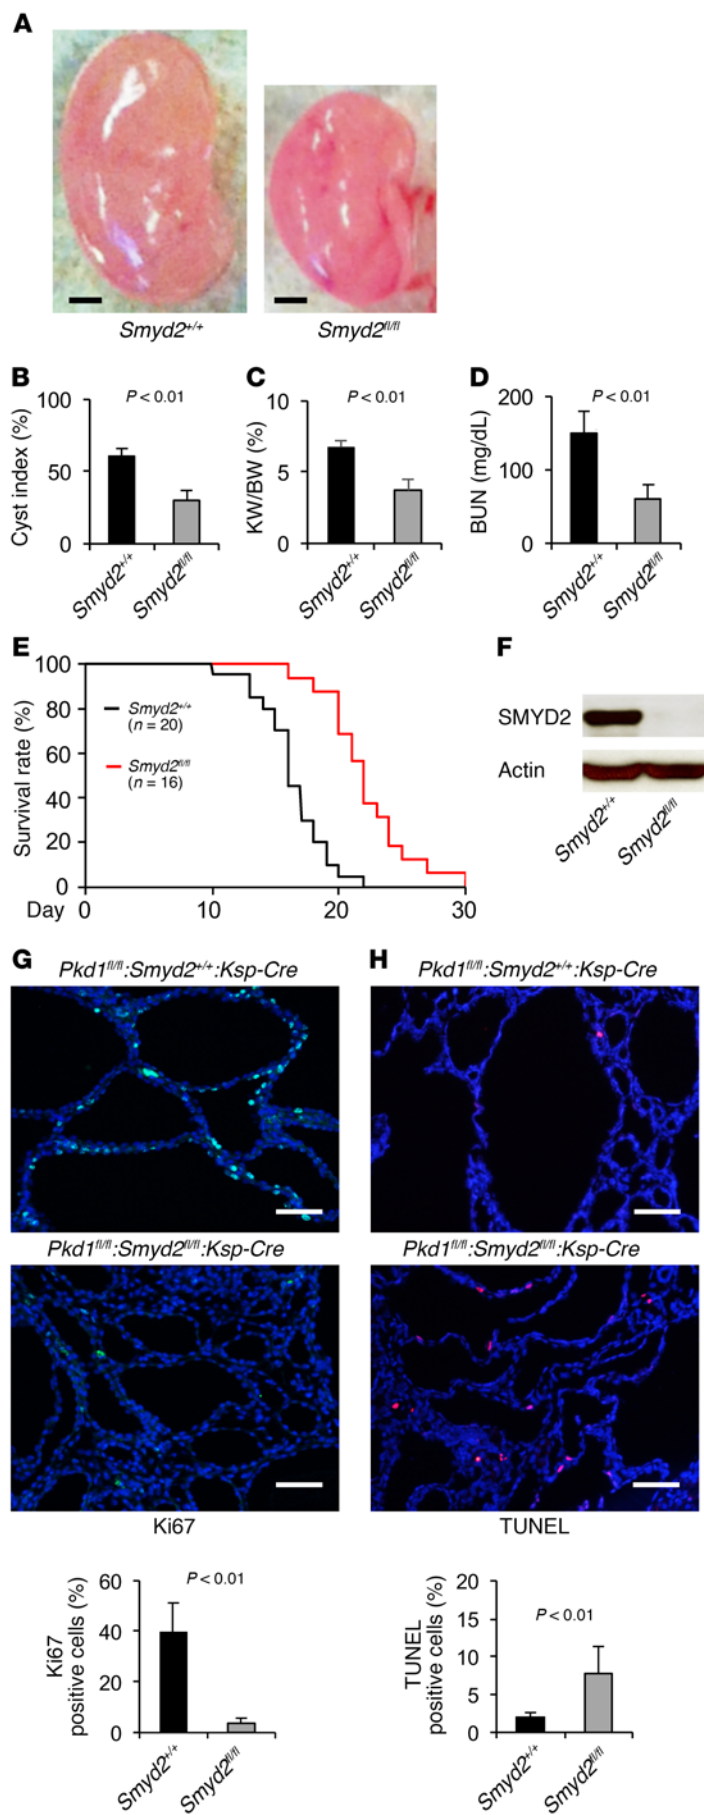 A
Smyd2+/+
Smyd2fl/fl
B
P < 0.01
Cyst index (%)
100
50
0
Smyd2+/+
Smyd2fl/fl
C
P < 0.01
KW/BW (%)
10
5
0
Smyd2+/+
Smyd2fl/fl
D
P < 0.01
BUN (mg/dL)
200
100
0
Smyd2+/+
Smyd2fl/fl
E
Survival rate (%)
100
80
60
40
20
0
Smyd2+/+
(n = 20)
Smyd2fl/fl
(n = 16)
Day
0
10
20
30
F
SMYD2
Actin
Smyd2+/+
Smyd2fl/fl
G
Pkd1fl/fl:Smyd2+/+:Ksp-Cre
Pkd1fl/fl:Smyd2fl/fl:Ksp-Cre
Ki67
Ki67
positive cells (%)
60
40
20
0
P < 0.01
Smyd2+/+
Smyd2fl/fl
H
Pkd1fl/fl:Smyd2+/+:Ksp-Cre
Pkd1fl/fl:Smyd2fl/fl:Ksp-Cre
TUNEL
TUNEL
positive cells (%)
20
15
10
5
0
P < 0.01
Smyd2+/+
Smyd2fl/fl